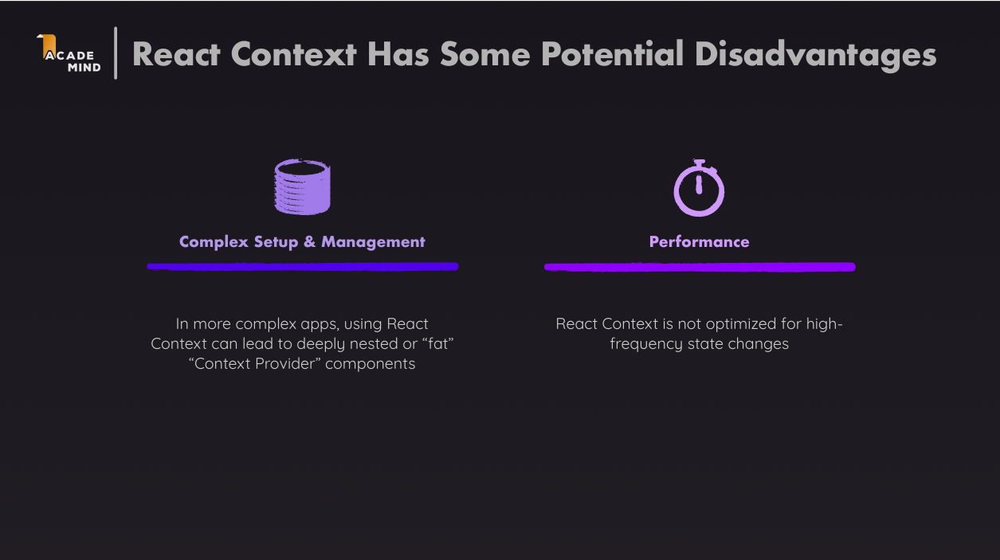 ACADE
MIND
React Context Has Some Potential Disadvantages
Complex Setup & Management
Performance
In more complex apps, using React
Context can lead to deeply nested or “fat”
“Context Provider” components
React Context is not optimized for high-
frequency state changes